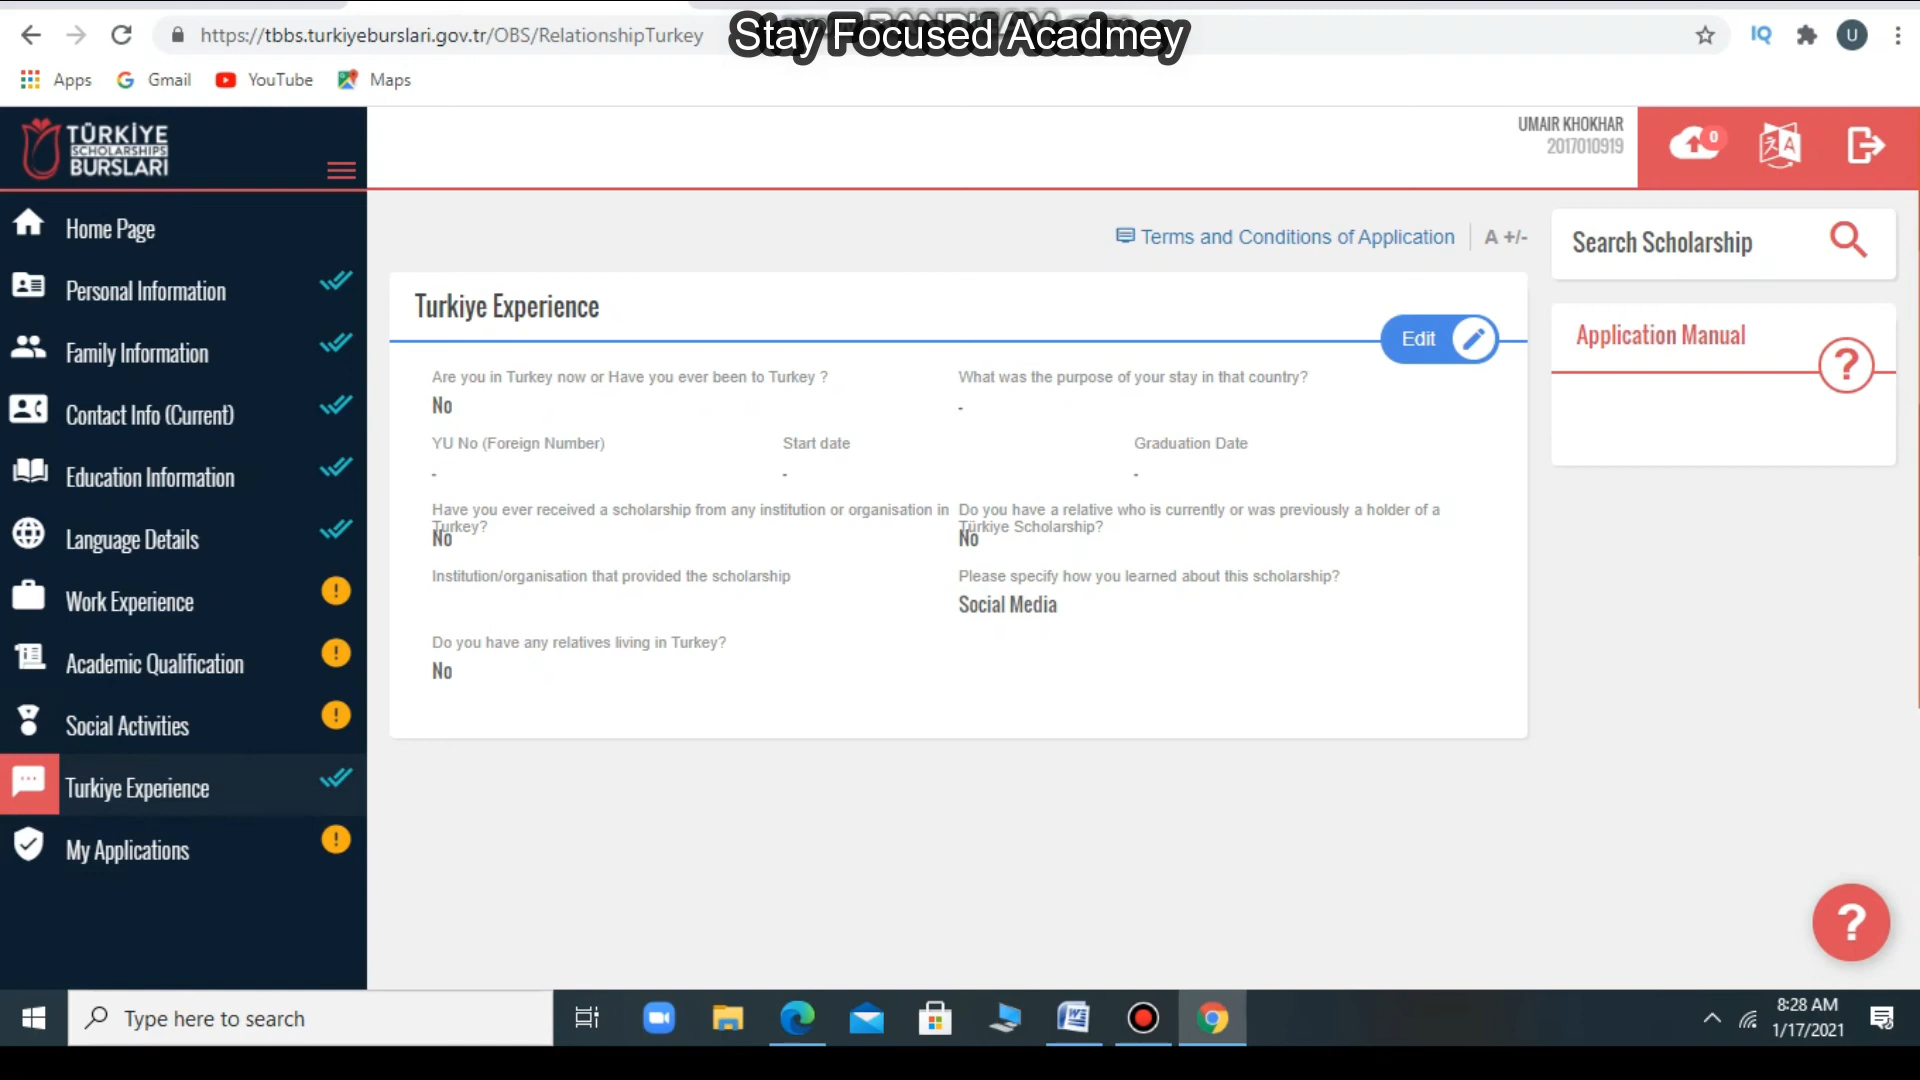 https://tbbs.turkiyeburslari.gov.tr/OBS/RelationshipTurkey
Stay Focused Acadmey
IQ
U
Apps
Gmail
YouTube
Maps
TÜRKİYE
SCHOLARSHIPS
BURSLARI
UMAIR KHOKHAR
2017010919
0
A
Home Page
Personal Information
Family Information
Contact Info (Current)
Education Information
Language Details
Work Experience
Academic Qualification
Social Activities
Turkiye Experience
My Applications
Terms and Conditions of Application
A +/-
Search Scholarship
Application Manual
?
Turkiye Experience
Edit
Are you in Turkey now or Have you ever been to Turkey ?
No
What was the purpose of your stay in that country?
-
YU No (Foreign Number)
-
Start date
-
Graduation Date
-
Have you ever received a scholarship from any institution or organisation in
Turkey?
No
Do you have a relative who is currently or was previously a holder of a
Türkiye Scholarship?
No
Institution/organisation that provided the scholarship
Please specify how you learned about this scholarship?
Social Media
Do you have any relatives living in Turkey?
No
?
Type here to search
8:28 AM
1/17/2021